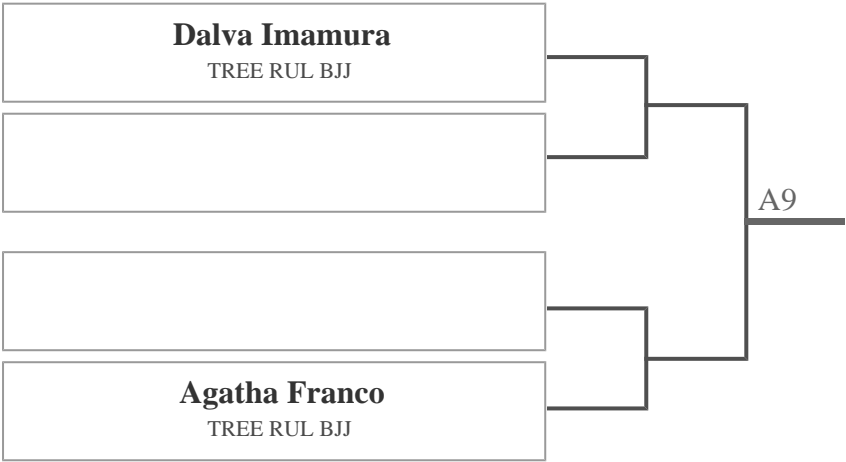 Dalva Imamura
TREE RUL BJJ
A9
Agatha Franco
TREE RUL BJJ